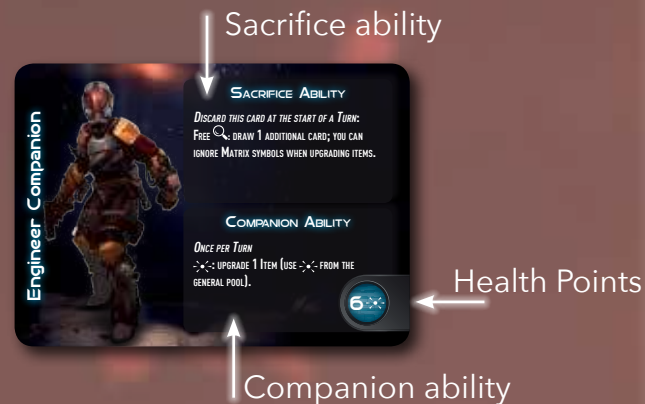 Sacrifice ability
Engineer Companion
Sacrifice Ability
Discard this card at the start of a Turn:
Free : draw 1 additional card; you can
ignore Matrix symbols when upgrading items.
Companion Ability
Once per Turn
: upgrade 1 Item (use from the
general pool).
6
Health Points
Companion ability